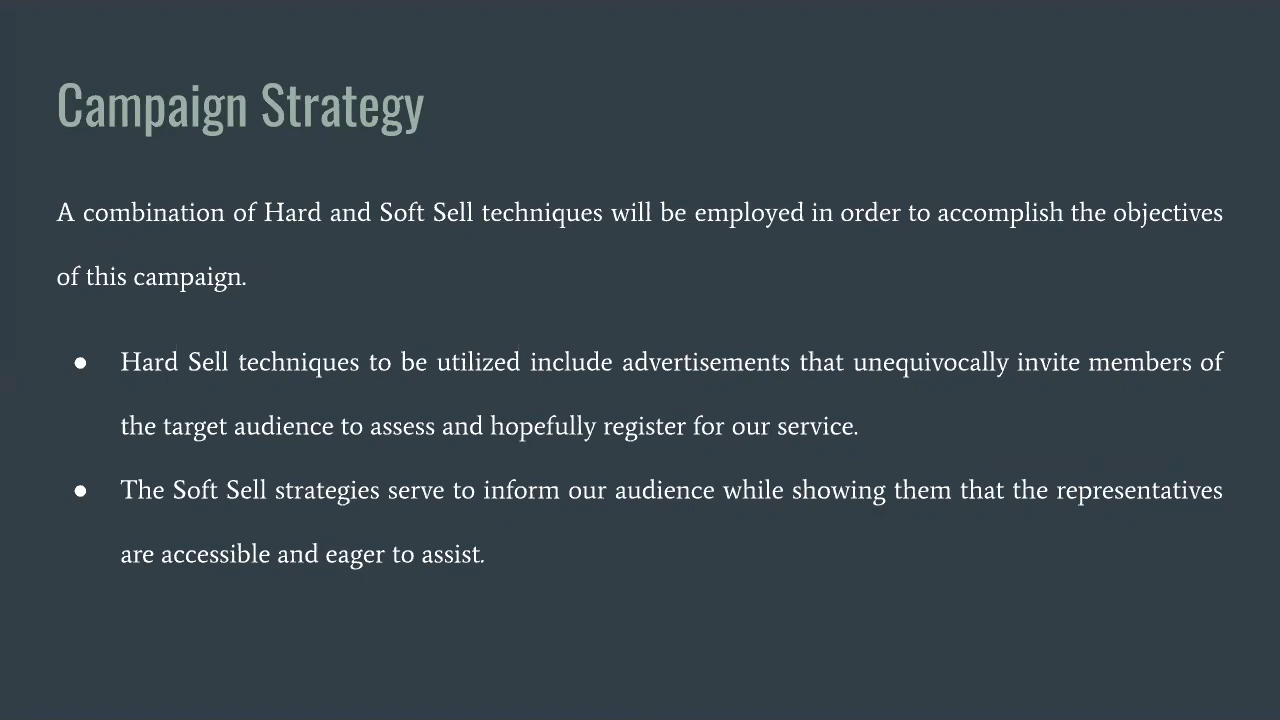 Campaign Strategy
A combination of Hard and Soft Sell techniques will be employed in order to accomplish the objectives
of this campaign.
● Hard Sell techniques to be utilized include advertisements that unequivocally invite members of
the target audience to assess and hopefully register for our service.
● The Soft Sell strategies serve to inform our audience while showing them that the representatives
are accessible and eager to assist.